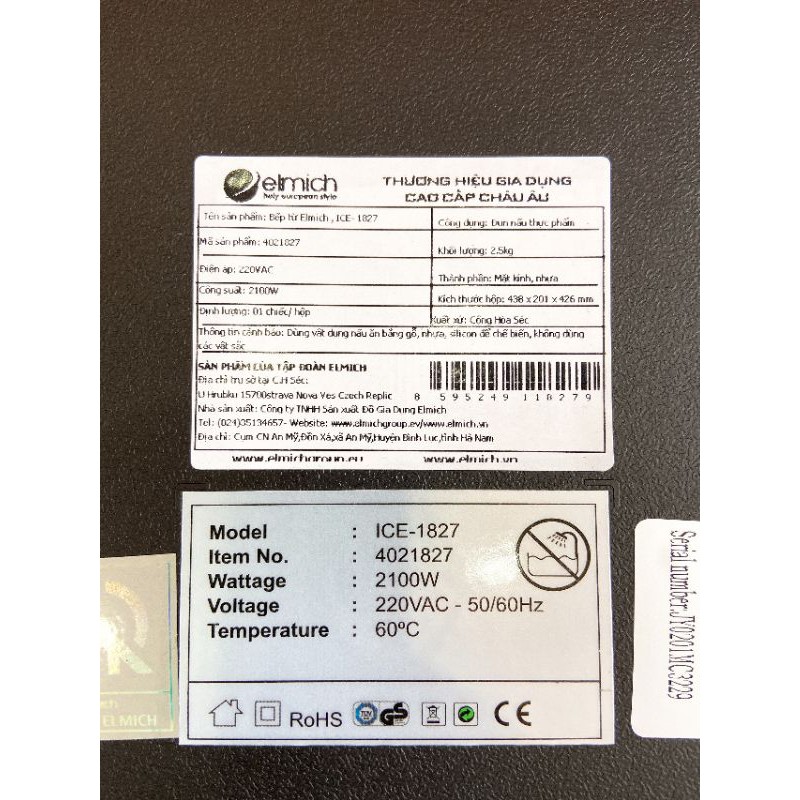 elmich
holy european style
THƯƠNG HIỆU GIA DỤNG
CAO CẤP CHÂU ÂU
Tên sản phẩm: Bếp từ Elmich , ICE- 1827
Mã sản phẩm: 4021827
Điện áp: 220VAC
Công suất: 2100W
Định lượng: 01 chiếc/ hộp
Công dụng: Đun nấu thực phẩm
Khối lượng: 2.5kg
Thành phần: Mặt kính, nhựa
Kích thước hộp: 438 x 201 x 426 mm
Xuất xứ: Cộng Hòa Séc
Thông tin cảnh báo: Dùng vật dụng nấu ăn bằng gỗ, nhựa, silicon để chế biến, không dùng
các vật sắc
SẢN PHẨM CỦA TẬP ĐOÀN ELMICH
Địa chỉ trụ sở tại C.H Séc:
U Hrubku 15700strava Nova Ves Czech Replic
8 595249 118279
Nhà sản xuất: Công ty TNHH Sản xuất Đồ Gia Dụng Elmich
Tel: (024)35134657- Website: www.elmichgroup.ev/www.elmich.vn
Địa chỉ: Cụm CN An Mỹ,Đồn Xá,xã An Mỹ,Huyện Bình Lục,tỉnh Hà Nam
www.elmichgroup.eu www.elmich.vn
Model : ICE-1827
Item No. : 4021827
Wattage : 2100W
Voltage : 220VAC - 50/60Hz
Temperature : 60ºC
RoHS TÜV GS CE
Serial number:JY0201MC3229
ELMICH